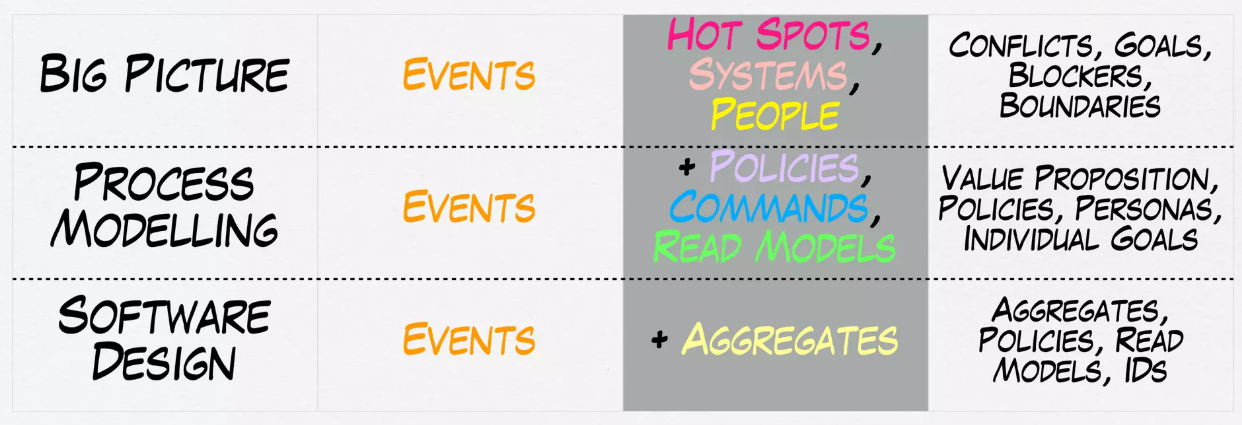 BIG PICTURE
EVENTS
HOT SPOTS,
SYSTEMS,
PEOPLE
CONFLICTS, GOALS,
BLOCKERS,
BOUNDARIES
PROCESS
MODELLING
EVENTS
+ POLICIES,
COMMANDS,
READ MODELS
VALUE PROPOSITION,
POLICIES, PERSONAS,
INDIVIDUAL GOALS
SOFTWARE
DESIGN
EVENTS
+ AGGREGATES
AGGREGATES,
POLICIES, READ
MODELS, IDS